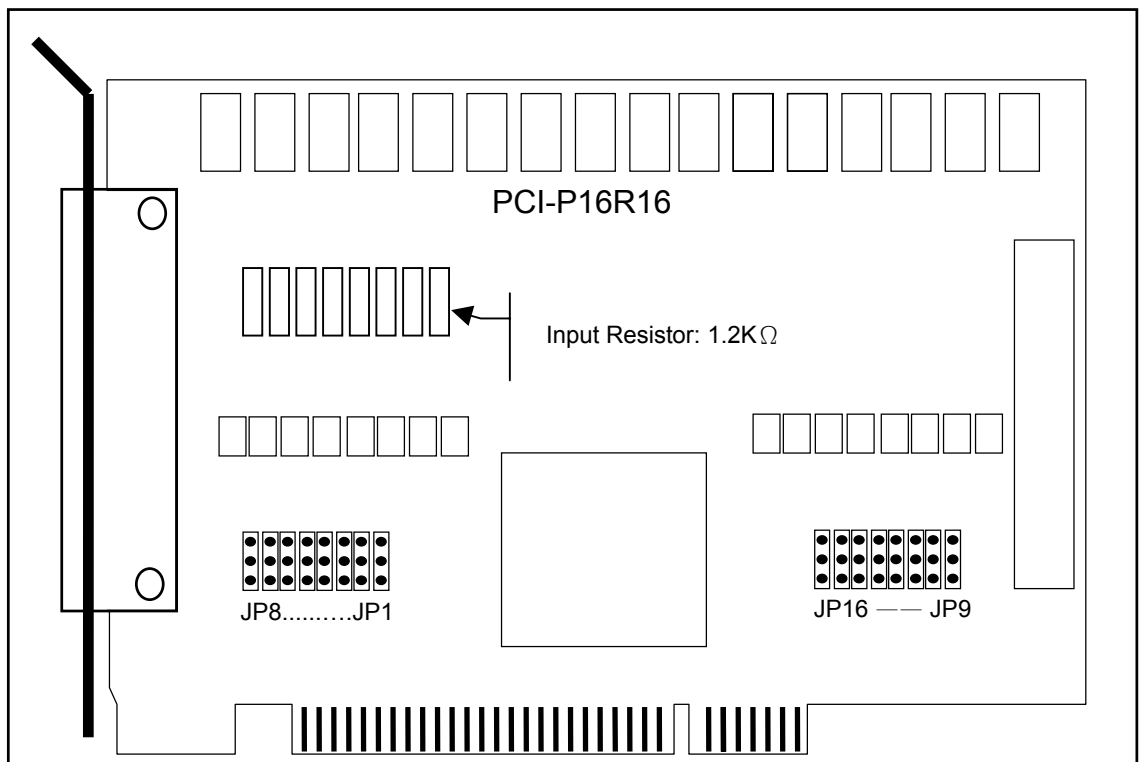 PCI-P16R16
Input Resistor: 1.2KΩ
JP8..........JP1
JP16 —— JP9